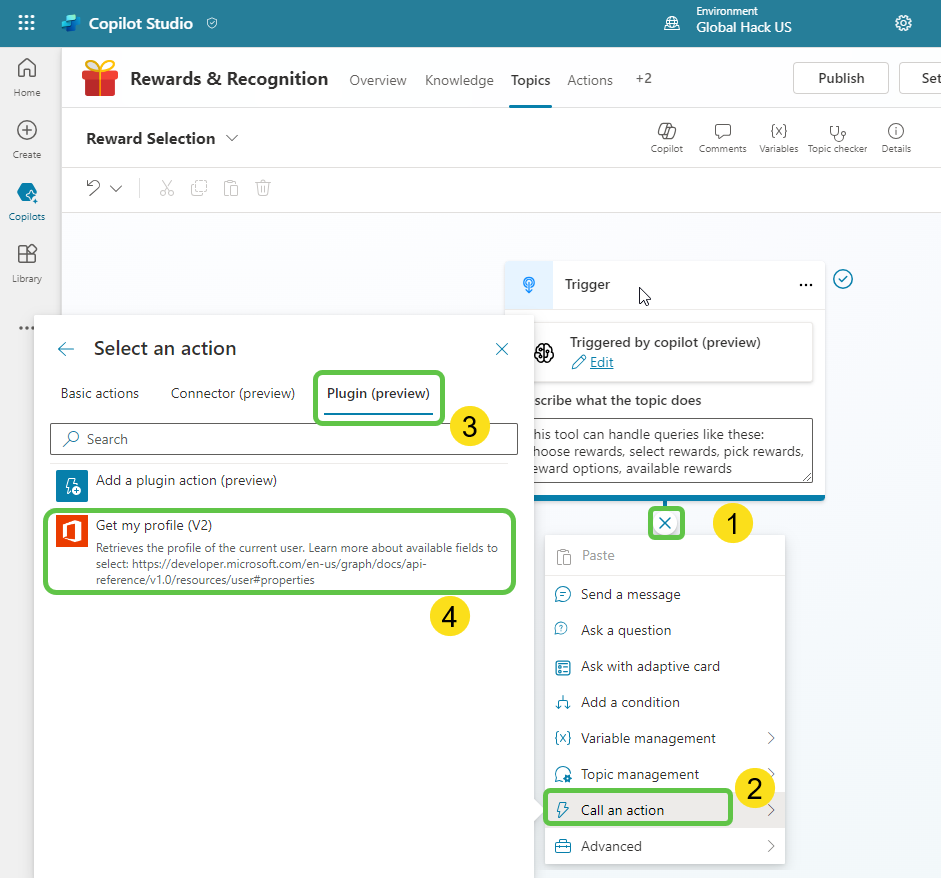 Copilot Studio
Environment
Global Hack US
Home
Create
Copilots
Library
Rewards & Recognition
Overview
Knowledge
Topics
Actions
+2
Publish
Set
Reward Selection
Copilot
Comments
Variables
Topic checker
Details
Trigger
Triggered by copilot (preview)
Edit
scribe what the topic does
his tool can handle queries like these:
hoose rewards, select rewards, pick rewards,
eward options, available rewards
1
Select an action
Basic actions
Connector (preview)
Plugin (preview)
3
Search
Add a plugin action (preview)
Get my profile (V2)
Retrieves the profile of the current user. Learn more about available fields to
select: https://developer.microsoft.com/en-us/graph/docs/api-
reference/v1.0/resources/user#properties
4
Paste
Send a message
Ask a question
Ask with adaptive card
Add a condition
{x} Variable management
Topic management
2
Call an action
Advanced